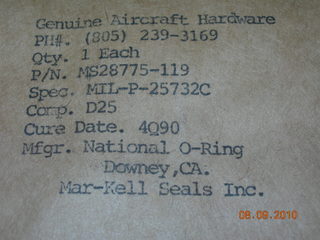 Genuine Aircraft Hardware
PH#. (805) 239-3169
Qty. 1 Each
P/N. MS28775-119
Spec. MIL-P-25732C
Comp. D25
Cure Date. 4Q90
Mfgr. National O-Ring
Downey,CA.
Mar-Kell Seals Inc.
08.09.2010